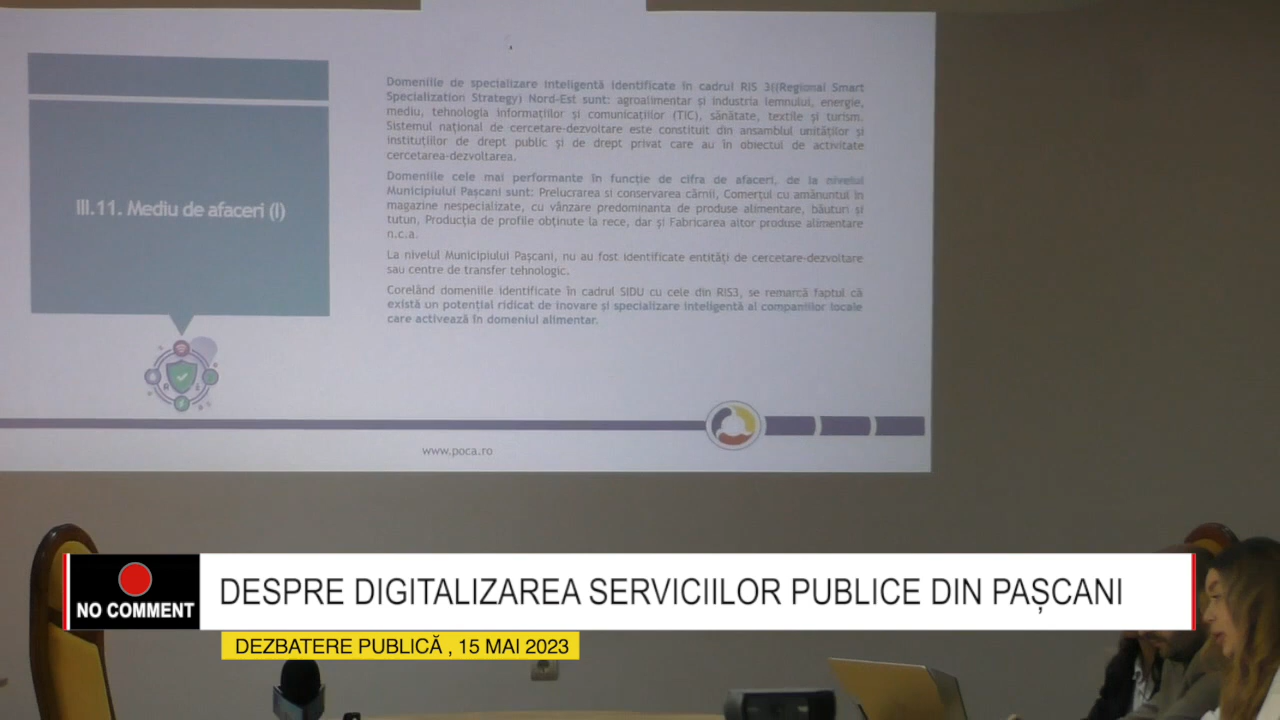 III.11. Mediu de afaceri (I)
Domeniile de specializare inteligentă identificate în cadrul RIS 3((Regional Smart
Specialization Strategy) Nord-Est sunt: agroalimentar și industria lemnului, energie,
mediu, tehnologia informațiilor și comunicațiilor (TIC), sănătate, textile și turism.
Sistemul național de cercetare-dezvoltare este constituit din ansamblul unităților și
instituțiilor de drept public și de drept privat care au în obiectul de activitate
cercetarea-dezvoltarea.
Domeniile cele mai performante în funcție de cifra de afaceri, de la nivelul
Municipiului Pașcani sunt: Prelucrarea si conservarea cărnii, Comerțul cu amănuntul în
magazine nespecializate, cu vânzare predominanta de produse alimentare, băuturi și
tutun, Producția de profile obținute la rece, dar și Fabricarea altor produse alimentare
n.c.a.
La nivelul Municipiului Pașcani, nu au fost identificate entități de cercetare-dezvoltare
sau centre de transfer tehnologic.
Corelând domeniile identificate în cadrul SIDU cu cele din RIS3, se remarcă faptul că
există un potențial ridicat de inovare și specializare inteligentă al companiilor locale
care activează în domeniul alimentar.
www.poca.ro
NO COMMENT
DESPRE DIGITALIZAREA SERVICIILOR PUBLICE DIN PAȘCANI
DEZBATERE PUBLICĂ , 15 MAI 2023